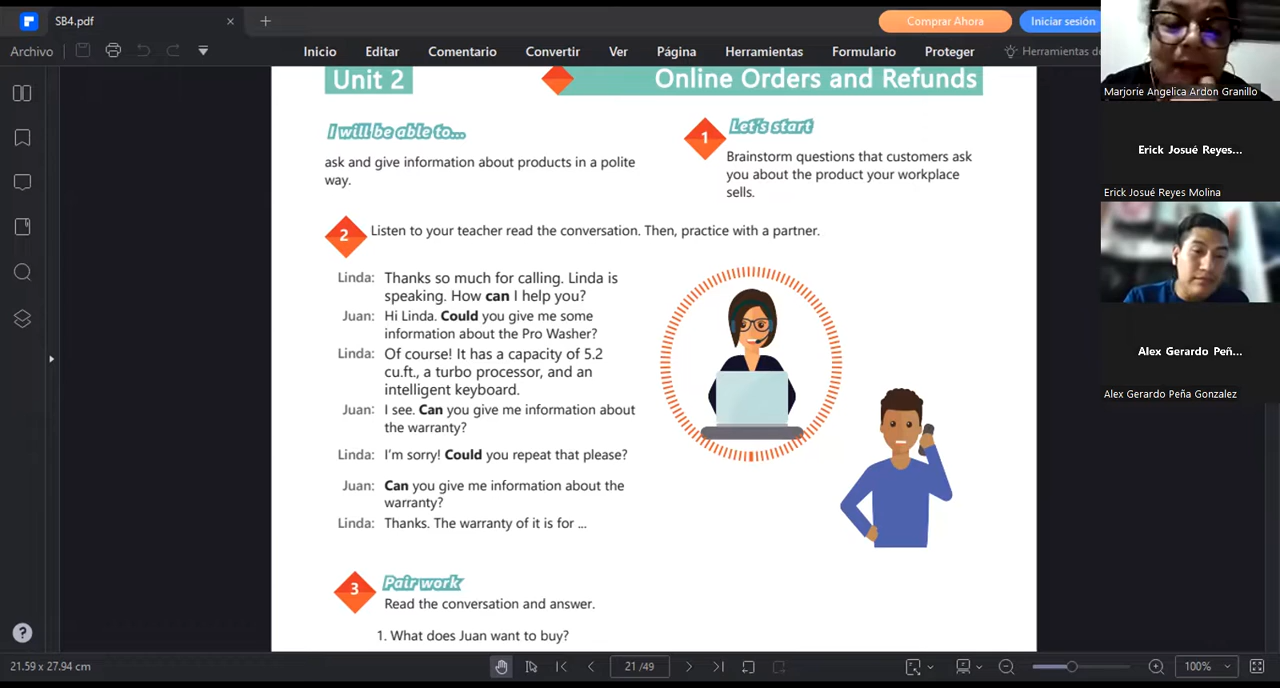 SB4.pdf
Comprar Ahora
Iniciar sesión
Archivo
Inicio
Editar
Comentario
Convertir
Ver
Página
Herramientas
Formulario
Proteger
Herramientas de
Unit 2
Online Orders and Refunds
I will be able to...
ask and give information about products in a polite
way.
1
Let's start
Brainstorm questions that customers ask
you about the product your workplace
sells.
2
Listen to your teacher read the conversation. Then, practice with a partner.
Linda: Thanks so much for calling. Linda is
speaking. How can I help you?
Juan: Hi Linda. Could you give me some
information about the Pro Washer?
Linda: Of course! It has a capacity of 5.2
cu.ft., a turbo processor, and an
intelligent keyboard.
Juan: I see. Can you give me information about
the warranty?
Linda: I'm sorry! Could you repeat that please?
Juan: Can you give me information about the
warranty?
Linda: Thanks. The warranty of it is for ...
3
Pair work
Read the conversation and answer.
1. What does Juan want to buy?
21.59 x 27.94 cm
21 /49
100%
Marjorie Angelica Ardon Granillo
Erick Josué Reyes...
Erick Josué Reyes Molina
Alex Gerardo Peñ...
Alex Gerardo Peña Gonzalez